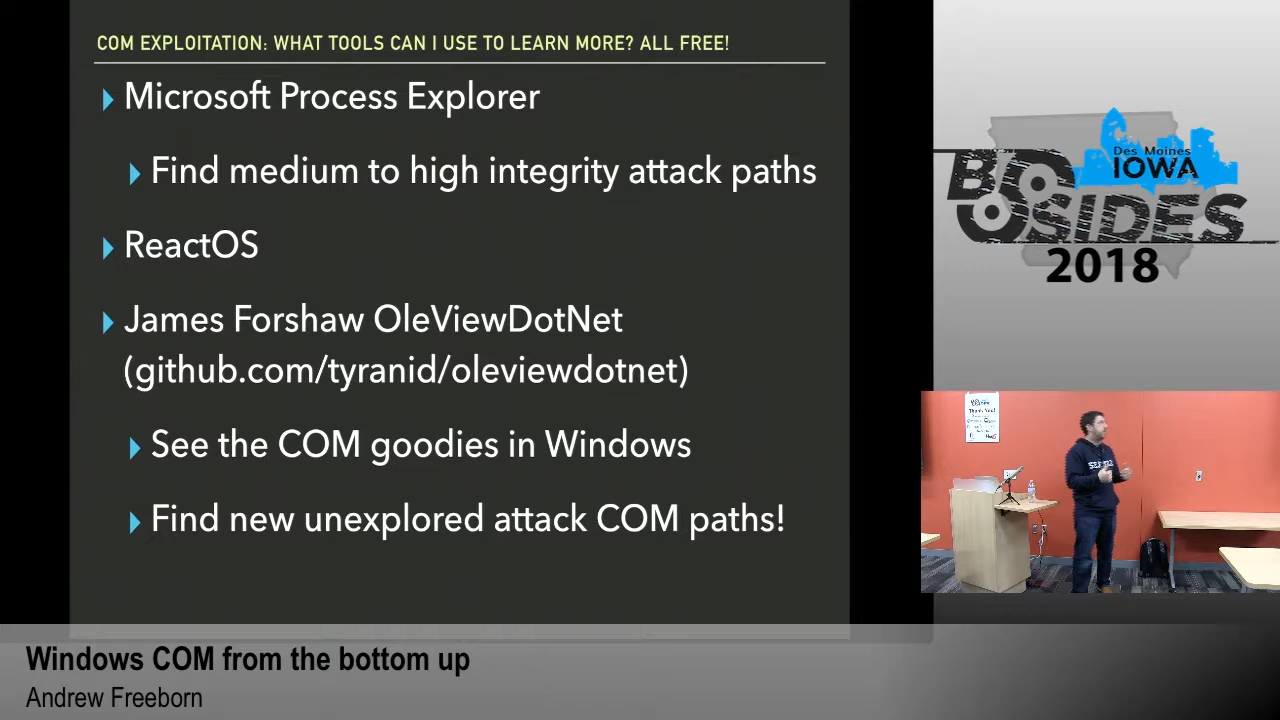 COM EXPLOITATION: WHAT TOOLS CAN I USE TO LEARN MORE? ALL FREE!
Microsoft Process Explorer
Find medium to high integrity attack paths
ReactOS
James Forshaw OleViewDotNet
(github.com/tyranid/oleviewdotnet)
See the COM goodies in Windows
Find new unexplored attack COM paths!
Des Moines
IOWA
BSIDES
2018
Thank You!
Windows COM from the bottom up
Andrew Freeborn